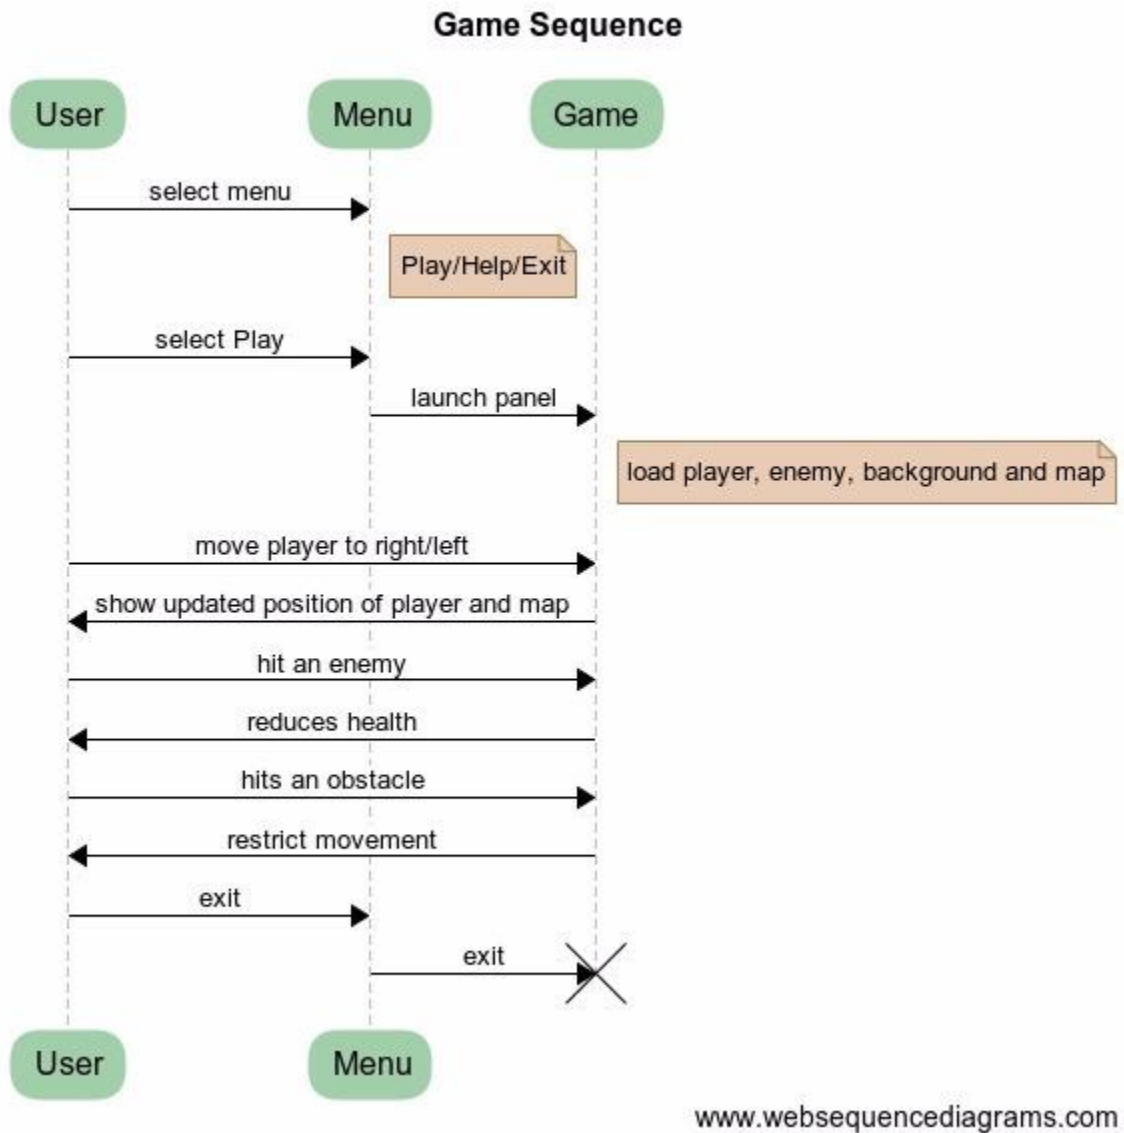 Game Sequence
User
Menu
Game
select menu
Play/Help/Exit
select Play
launch panel
load player, enemy, background and map
move player to right/left
show updated position of player and map
hit an enemy
reduces health
hits an obstacle
restrict movement
exit
exit
User
Menu
www.websequencediagrams.com